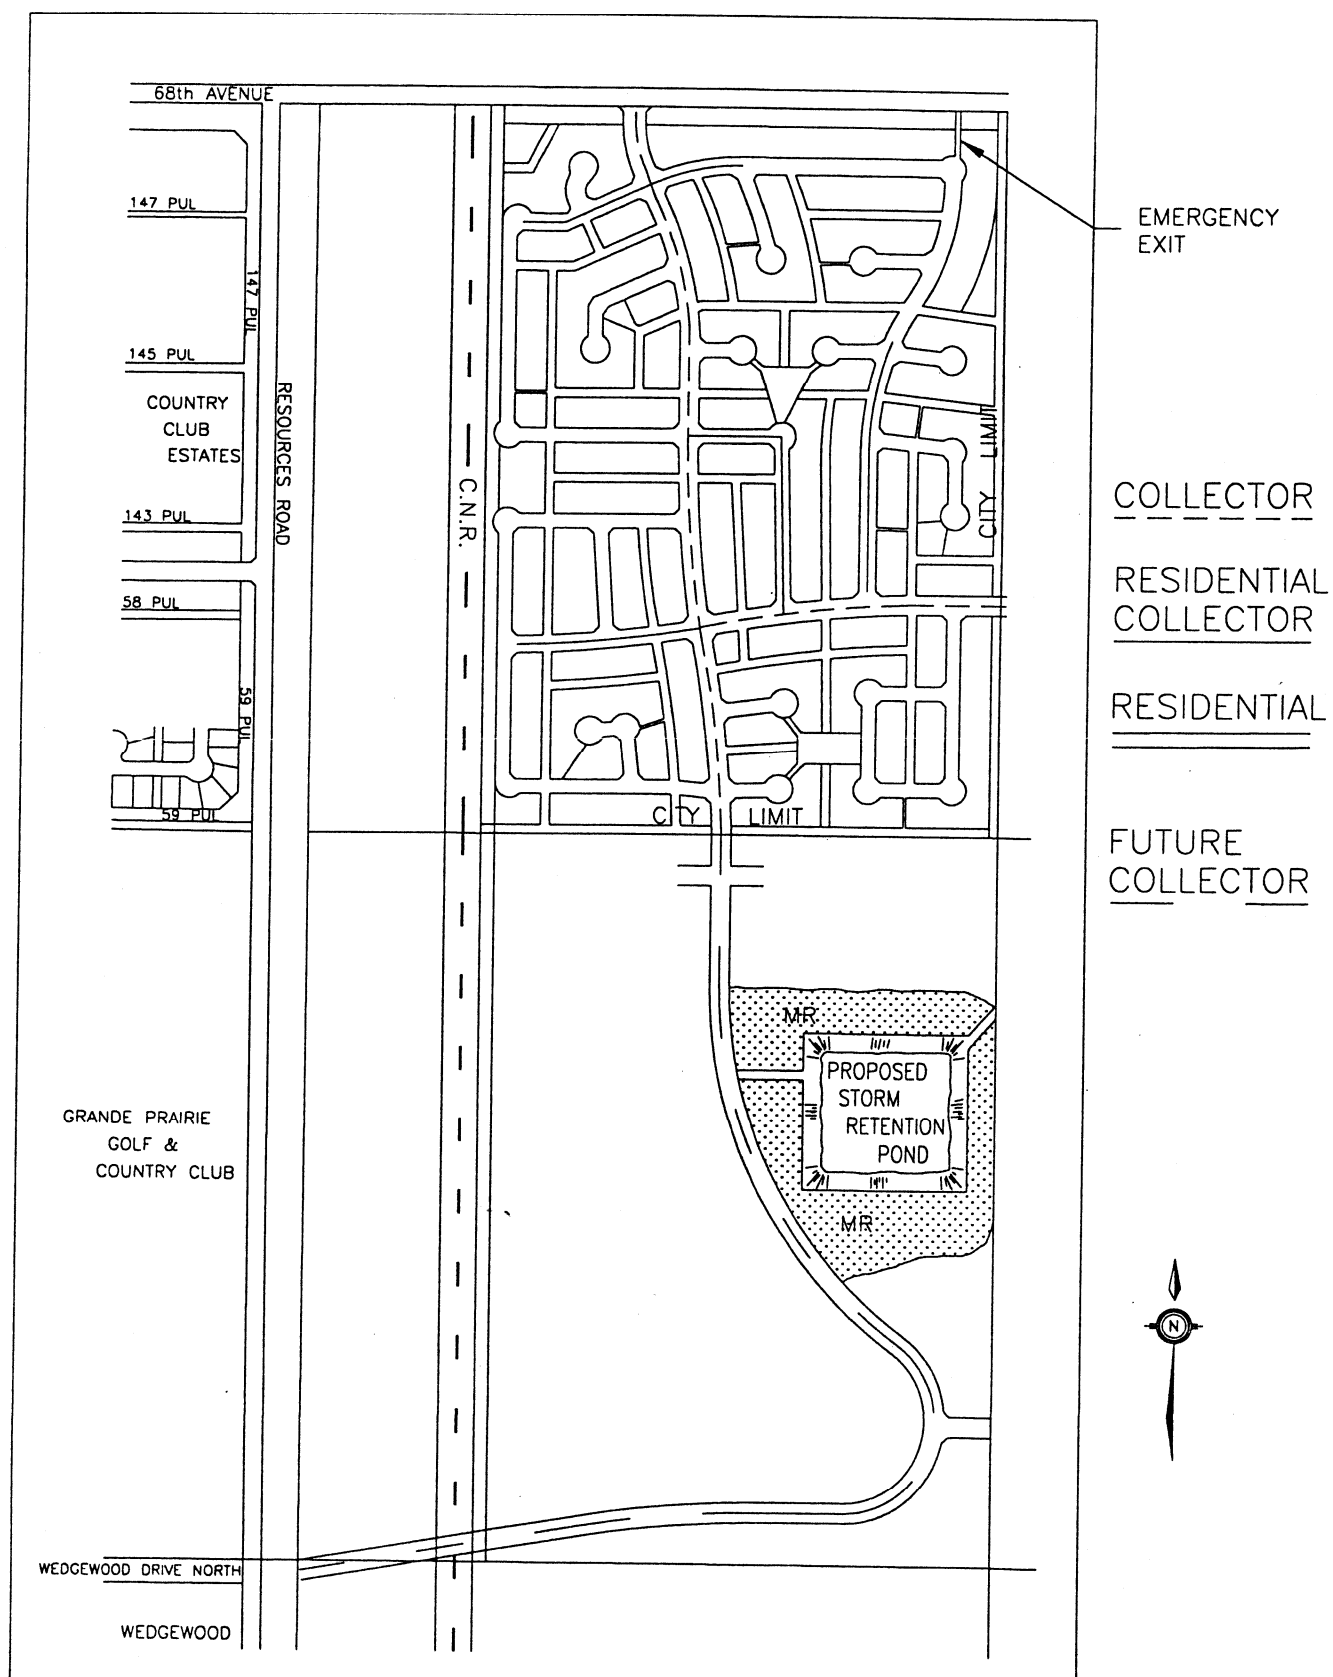 68th AVENUE
147 PUL
147 PUL
EMERGENCY
EXIT
145 PUL
COUNTRY
CLUB
ESTATES
RESOURCES ROAD
C.N.R.
CITY LIMIT
143 PUL
COLLECTOR
RESIDENTIAL
COLLECTOR
58 PUL
59 PUL
RESIDENTIAL
59 PUL
C TY LIMIT
FUTURE
COLLECTOR
MR
PROPOSED
STORM
RETENTION
POND
GRANDE PRAIRIE
GOLF &
COUNTRY CLUB
MR
N
WEDGEWOOD DRIVE NORTH
WEDGEWOOD